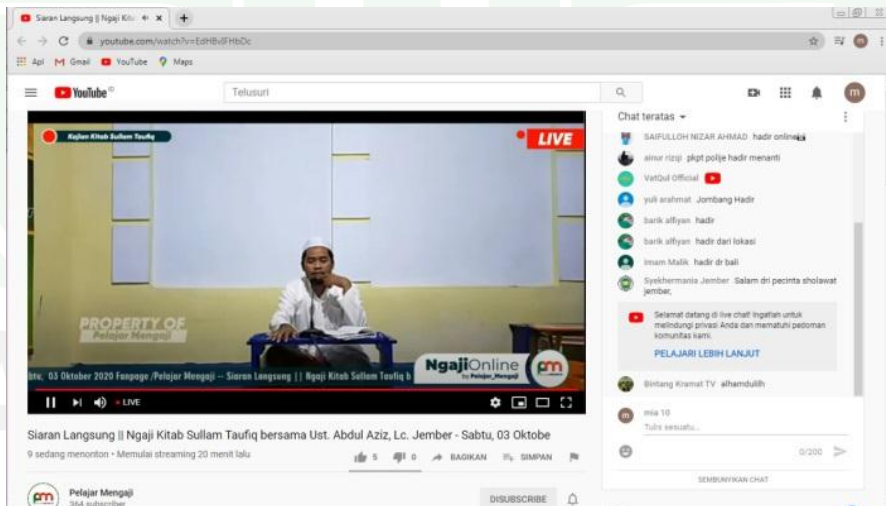 Siaran Langsung || Ngaji Kit
youtube.com/watch?v=EdHBvIFHbDc
Apl Gmail YouTube Maps
YouTube ID
Telusuri
Kajian Kitab Sullam Taufiq
LIVE
PROPERTY OF
Pelajar Mengaji
NgajiOnline
by Pelajar_Mengaji
pm
btu, 03 Oktober 2020 Fanpage /Pelajar Mengaji -- Siaran Langsung || Ngaji Kitab Sullam Taufiq b
LIVE
Siaran Langsung || Ngaji Kitab Sullam Taufiq bersama Ust. Abdul Aziz, Lc. Jember - Sabtu, 03 Oktobe
9 sedang menonton • Memulai streaming 20 menit lalu
5 0 BAGIKAN SIMPAN
pm
Pelajar Mengaji
364 subscriber
DISUBSCRIBE
Chat teratas
SAIFULLOH NIZAR AHMAD hadir online
ainur rizqi pkpt polije hadir menanti
VatQul Official
yuli arahmat Jombang Hadir
barik alfiyan hadir
barik alfiyan hadir dari lokasi
Imam Malik hadir dr bali
Syekhermania Jember Salam dri pecinta sholawat
jember,
Selamat datang di live chat! Ingatlah untuk
melindungi privasi Anda dan mematuhi pedoman
komunitas kami.
PELAJARI LEBIH LANJUT
Bintang Kramat TV alhamdulilh
m
mia 10
Tulis sesuatu...
0/200
SEMBUNYIKAN CHAT